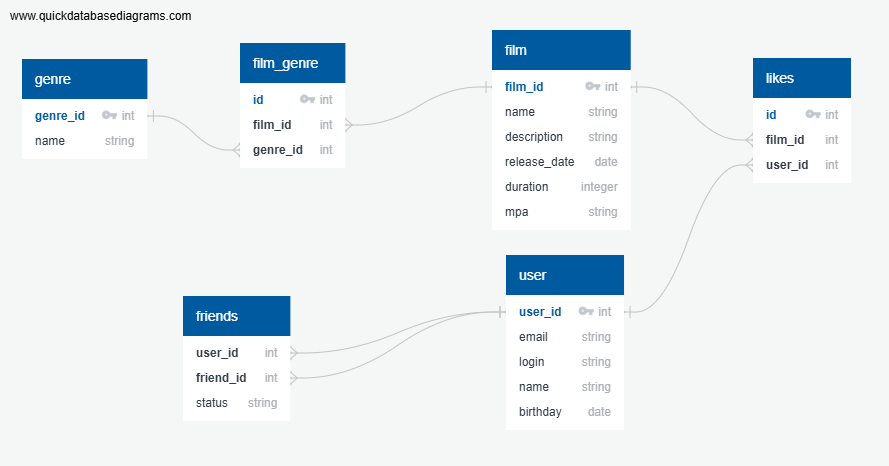 www.quickdatabasediagrams.com
genre
genre_id int
name string
film_genre
id int
film_id int
genre_id int
film
film_id int
name string
description string
release_date date
duration integer
mpa string
likes
id int
film_id int
user_id int
friends
user_id int
friend_id int
status string
user
user_id int
email string
login string
name string
birthday date